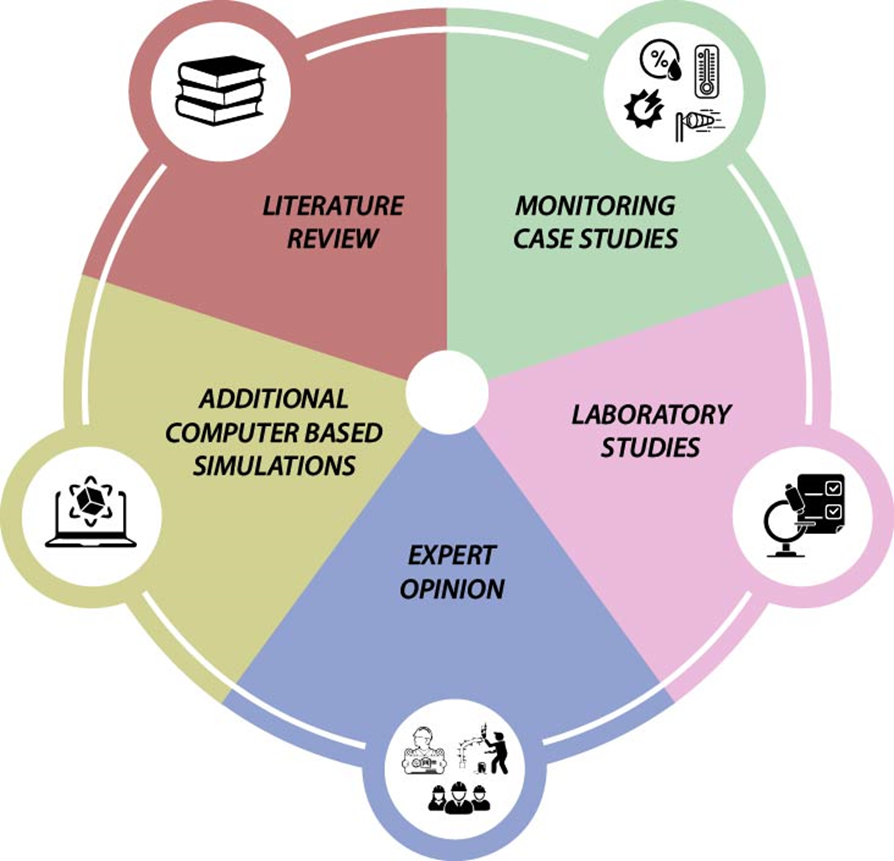 %
LITERATURE
REVIEW
MONITORING
CASE STUDIES
ADDITIONAL
COMPUTER BASED
SIMULATIONS
LABORATORY
STUDIES
EXPERT
OPINION